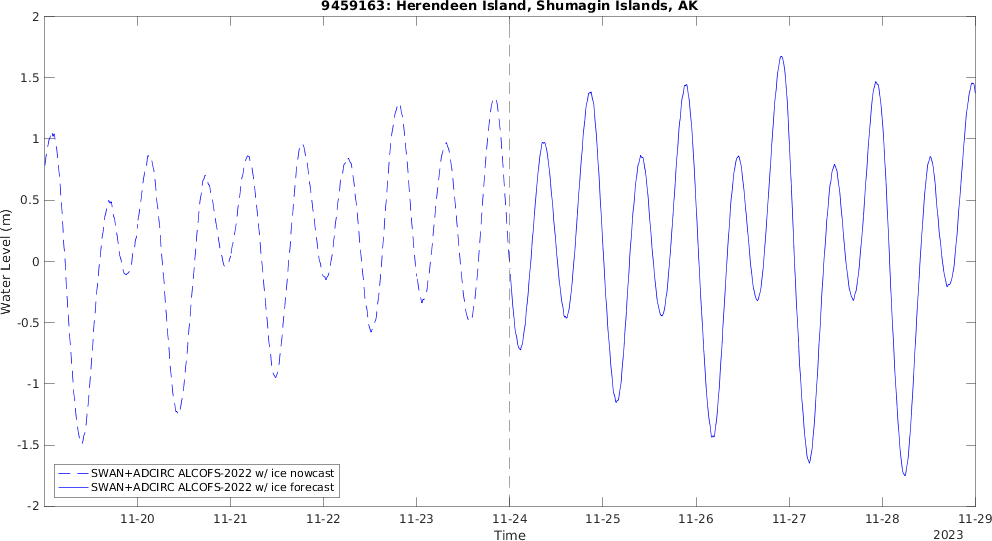 9459163: Herendeen Island, Shumagin Islands, AK
2
1.5
1
0.5
0
-0.5
-1
-1.5
-2
Water Level (m)
SWAN+ADCIRC ALCOFS-2022 w/ ice nowcast
SWAN+ADCIRC ALCOFS-2022 w/ ice forecast
11-20 11-21 11-22 11-23 11-24 11-25 11-26 11-27 11-28 11-29
Time
2023